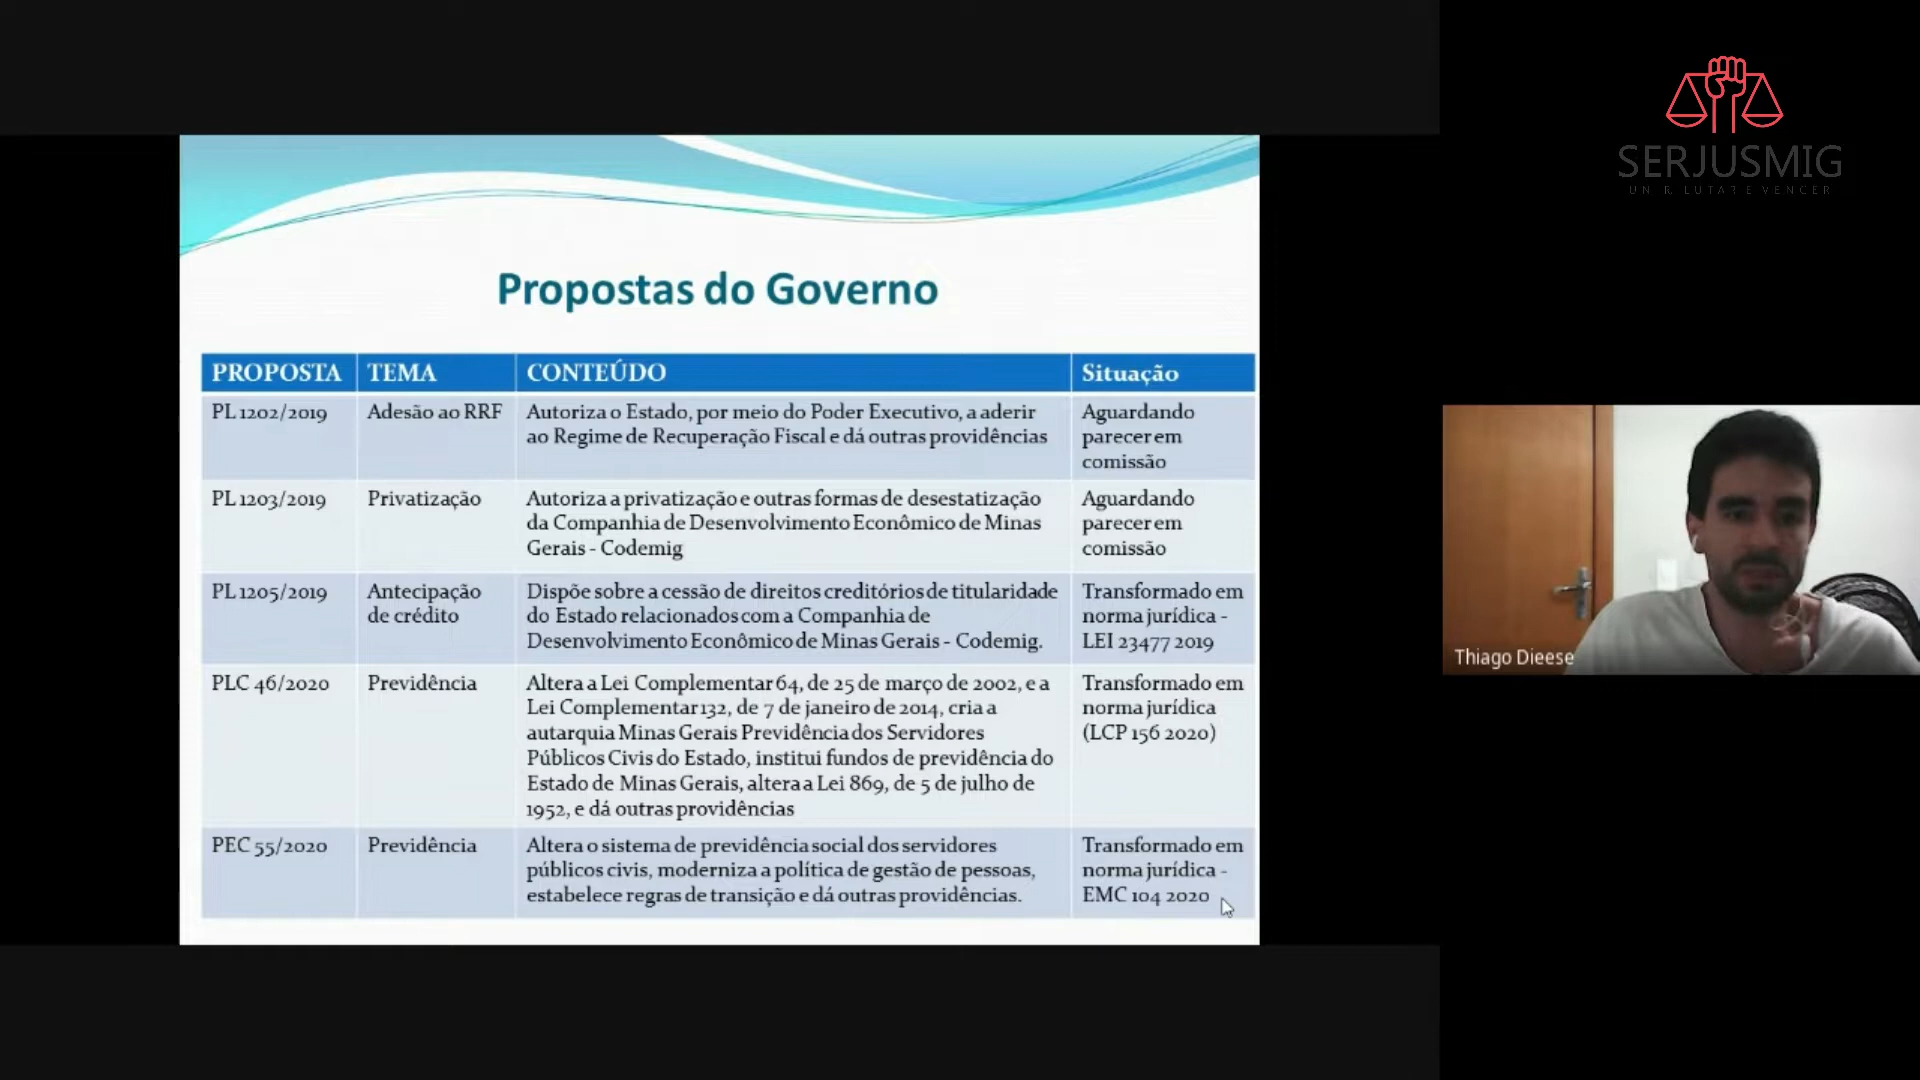 SERJUSMIG
UNIR, LUTAR E VENCER
Propostas do Governo
PROPOSTA TEMA CONTEÚDO Situação
PL 1202/2019 Adesão ao RRF Autoriza o Estado, por meio do Poder Executivo, a aderir Aguardando
ao Regime de Recuperação Fiscal e dá outras providências parecer em
comissão
PL 1203/2019 Privatização Autoriza a privatização e outras formas de desestatização Aguardando
da Companhia de Desenvolvimento Econômico de Minas parecer em
Gerais - Codemig comissão
PL 1205/2019 Antecipação Dispõe sobre a cessão de direitos creditórios de titularidade Transformado em
de crédito do Estado relacionados com a Companhia de norma jurídica -
Desenvolvimento Econômico de Minas Gerais - Codemig. LEI 23477 2019
PLC 46/2020 Previdência Altera a Lei Complementar 64, de 25 de março de 2002, e a Transformado em
Lei Complementar 132, de 7 de janeiro de 2014, cria a norma jurídica
autarquia Minas Gerais Previdência dos Servidores (LCP 156 2020)
Públicos Civis do Estado, institui fundos de previdência do
Estado de Minas Gerais, altera a Lei 869, de 5 de julho de
1952, e dá outras providências
PEC 55/2020 Previdência Altera o sistema de previdência social dos servidores Transformado em
públicos civis, moderniza a política de gestão de pessoas, norma jurídica -
estabelece regras de transição e dá outras providências. EMC 104 2020
Thiago Dieese